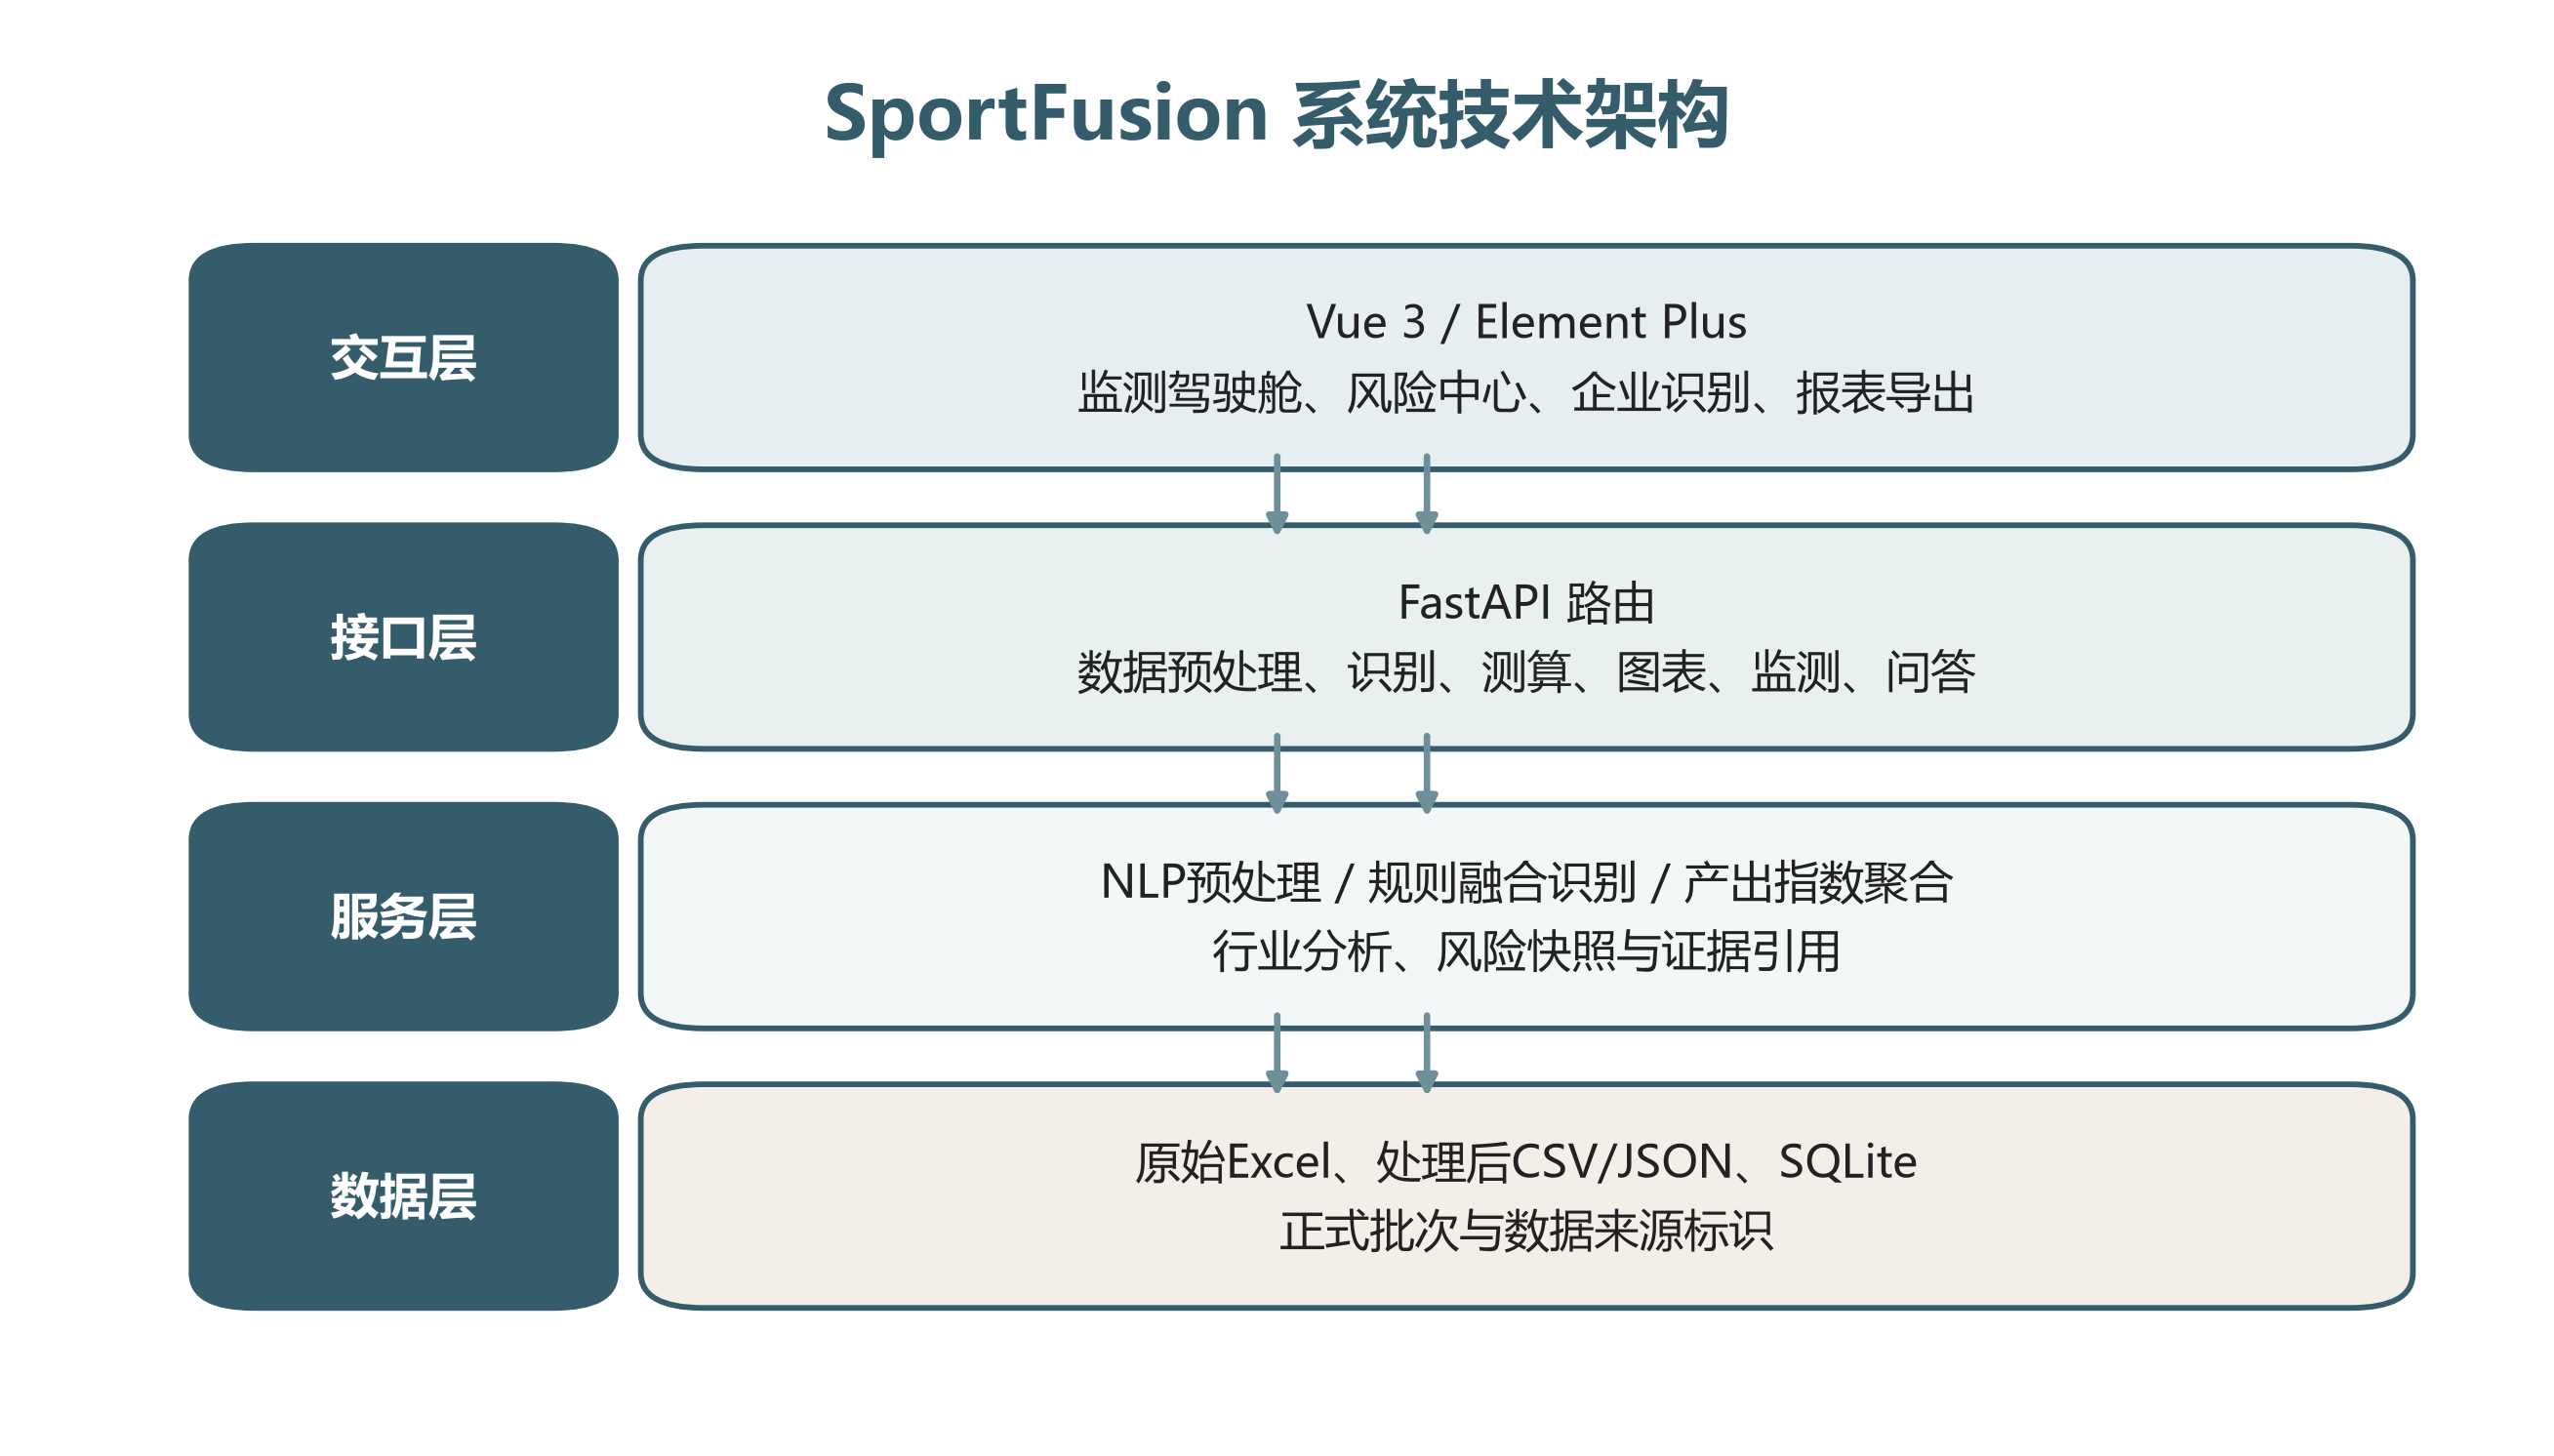 SportFusion 系统技术架构
交互层
Vue 3 / Element Plus
监测驾驶舱、风险中心、企业识别、报表导出
接口层
FastAPI 路由
数据预处理、识别、测算、图表、监测、问答
服务层
NLP预处理 / 规则融合识别 / 产出指数聚合
行业分析、风险快照与证据引用
数据层
原始Excel、处理后CSV/JSON、SQLite
正式批次与数据来源标识